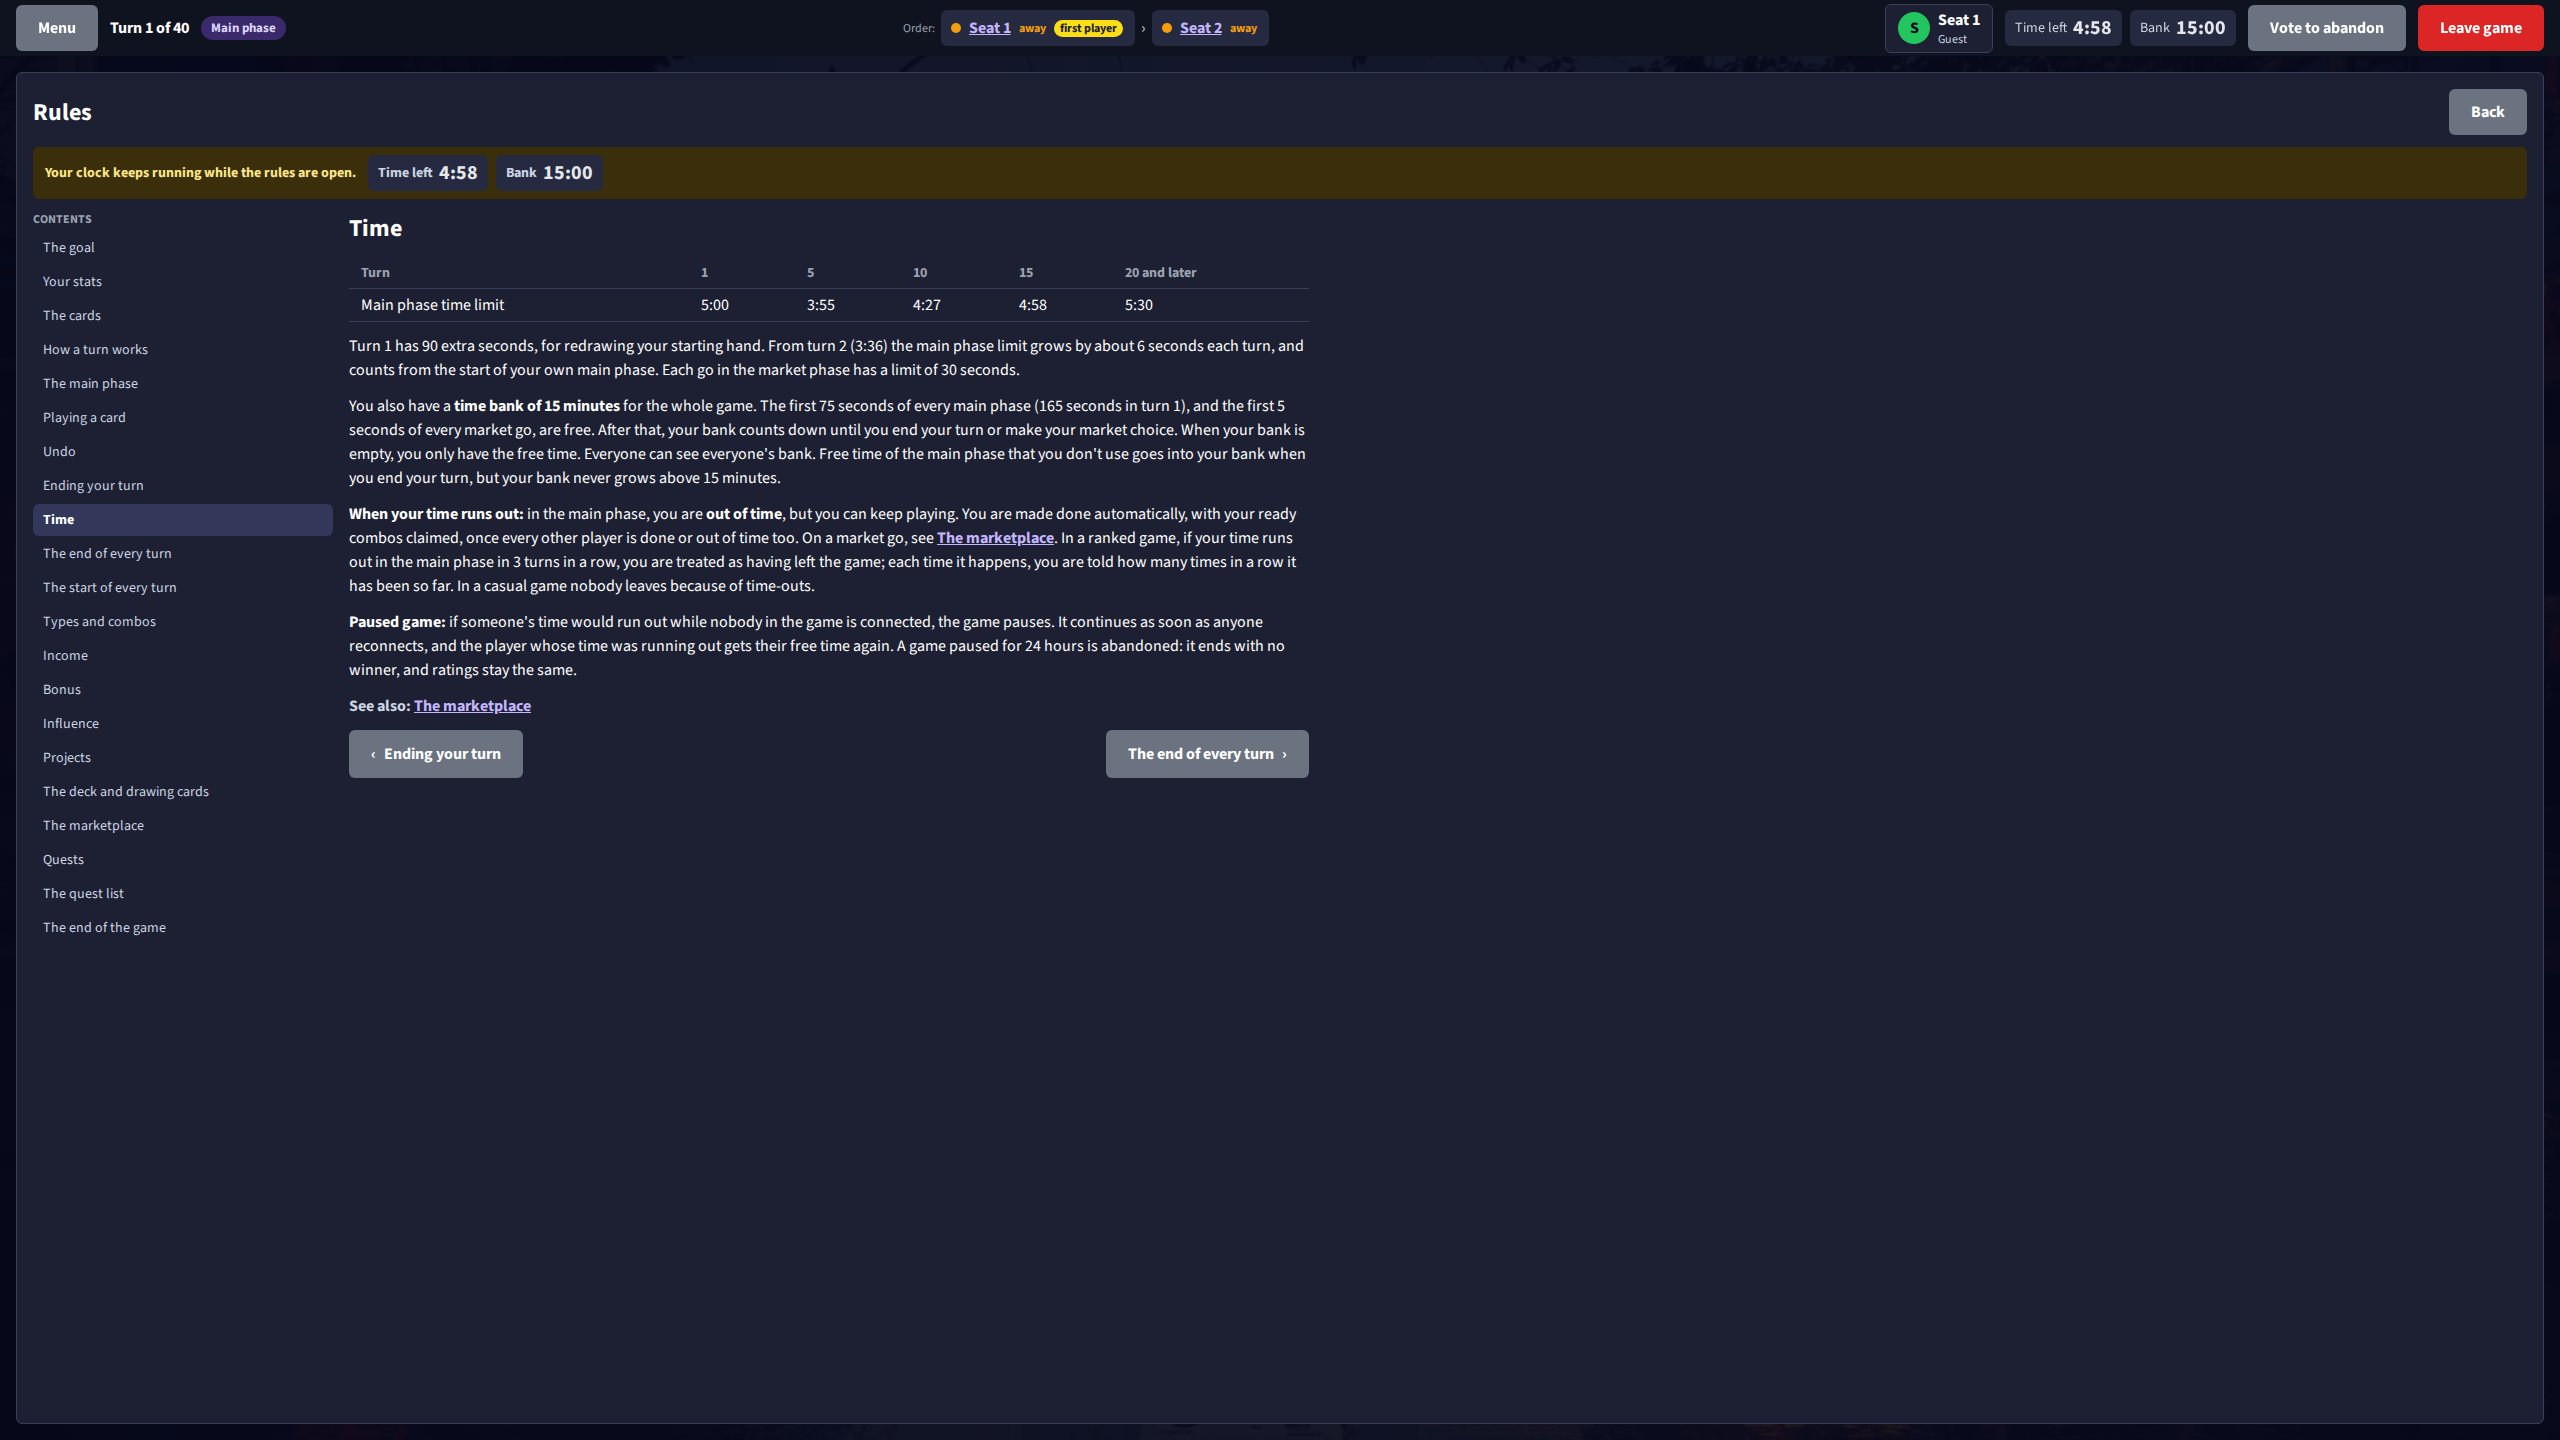 Menu
Turn 1 of 40
Main phase
Order:
Seat 1 away first player
›
Seat 2 away
S
Seat 1
Guest
Time left 4:58
Bank 15:00
Vote to abandon
Leave game
Rules
Back
Your clock keeps running while the rules are open.
Time left 4:58
Bank 15:00
CONTENTS
The goal
Your stats
The cards
How a turn works
The main phase
Playing a card
Undo
Ending your turn
Time
The end of every turn
The start of every turn
Types and combos
Income
Bonus
Influence
Projects
The deck and drawing cards
The marketplace
Quests
The quest list
The end of the game
Time
Turn 1 5 10 15 20 and later
Main phase time limit 5:00 3:55 4:27 4:58 5:30
Turn 1 has 90 extra seconds, for redrawing your starting hand. From turn 2 (3:36) the main phase limit grows by about 6 seconds each turn, and
counts from the start of your own main phase. Each go in the market phase has a limit of 30 seconds.
You also have a time bank of 15 minutes for the whole game. The first 75 seconds of every main phase (165 seconds in turn 1), and the first 5
seconds of every market go, are free. After that, your bank counts down until you end your turn or make your market choice. When your bank is
empty, you only have the free time. Everyone can see everyone's bank. Free time of the main phase that you don't use goes into your bank when
you end your turn, but your bank never grows above 15 minutes.
When your time runs out: in the main phase, you are out of time, but you can keep playing. You are made done automatically, with your ready
combos claimed, once every other player is done or out of time too. On a market go, see The marketplace. In a ranked game, if your time runs
out in the main phase in 3 turns in a row, you are treated as having left the game; each time it happens, you are told how many times in a row it
has been so far. In a casual game nobody leaves because of time-outs.
Paused game: if someone's time would run out while nobody in the game is connected, the game pauses. It continues as soon as anyone
reconnects, and the player whose time was running out gets their free time again. A game paused for 24 hours is abandoned: it ends with no
winner, and ratings stay the same.
See also: The marketplace
‹ Ending your turn
The end of every turn ›